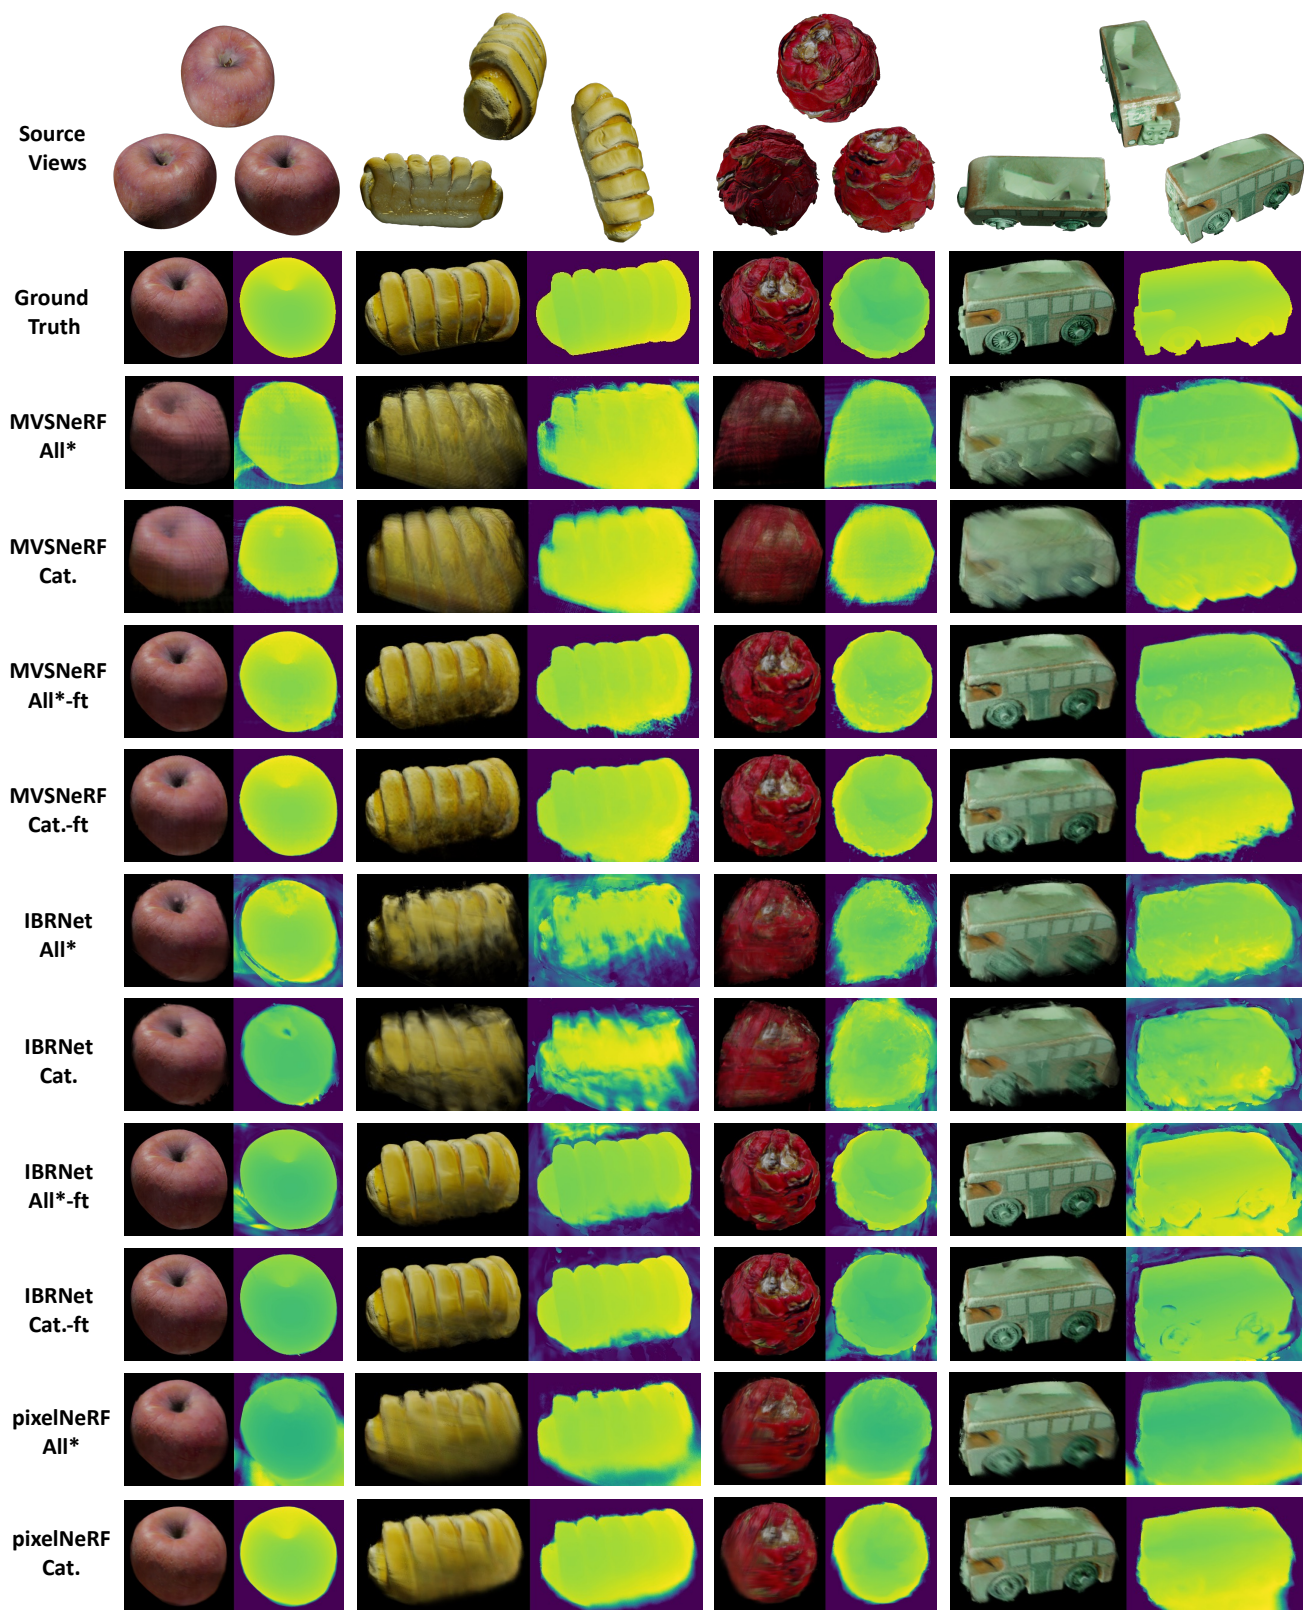 Source
Views
Ground
Truth
MVSNeRF
All*
MVSNeRF
Cat.
MVSNeRF
All*-ft
MVSNeRF
Cat.-ft
IBRNet
All*
IBRNet
Cat.
IBRNet
All*-ft
IBRNet
Cat.-ft
pixelNeRF
All*
pixelNeRF
Cat.